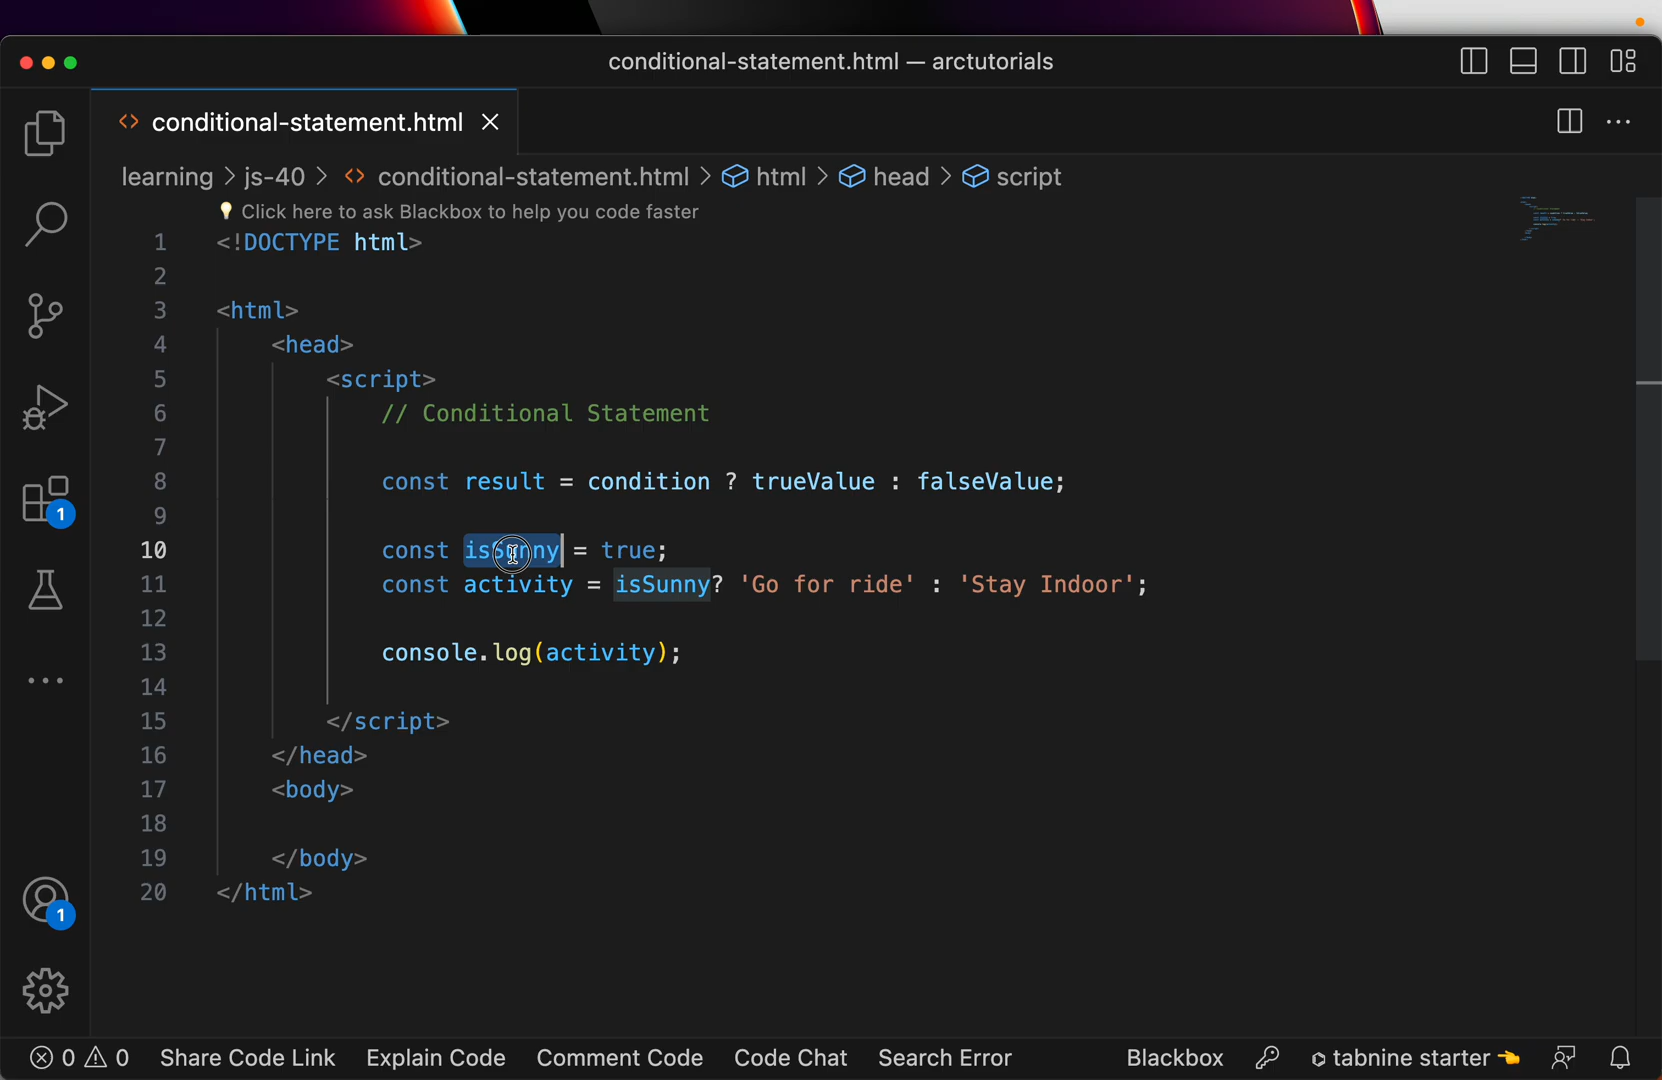 conditional-statement.html — arctutorials
<> conditional-statement.html ×
learning > js-40 > <> conditional-statement.html > html > head > script
Click here to ask Blackbox to help you code faster
1 <!DOCTYPE html>
2
3 <html>
4 <head>
5 <script>
6 // Conditional Statement
7
8 const result = condition ? trueValue : falseValue;
9
10 const isSunny = true;
11 const activity = isSunny? 'Go for ride' : 'Stay Indoor';
12
13 console.log(activity);
14
15 </script>
16 </head>
17 <body>
18
19 </body>
20 </html>
1
1
0 0 Share Code Link Explain Code Comment Code Code Chat Search Error Blackbox tabnine starter